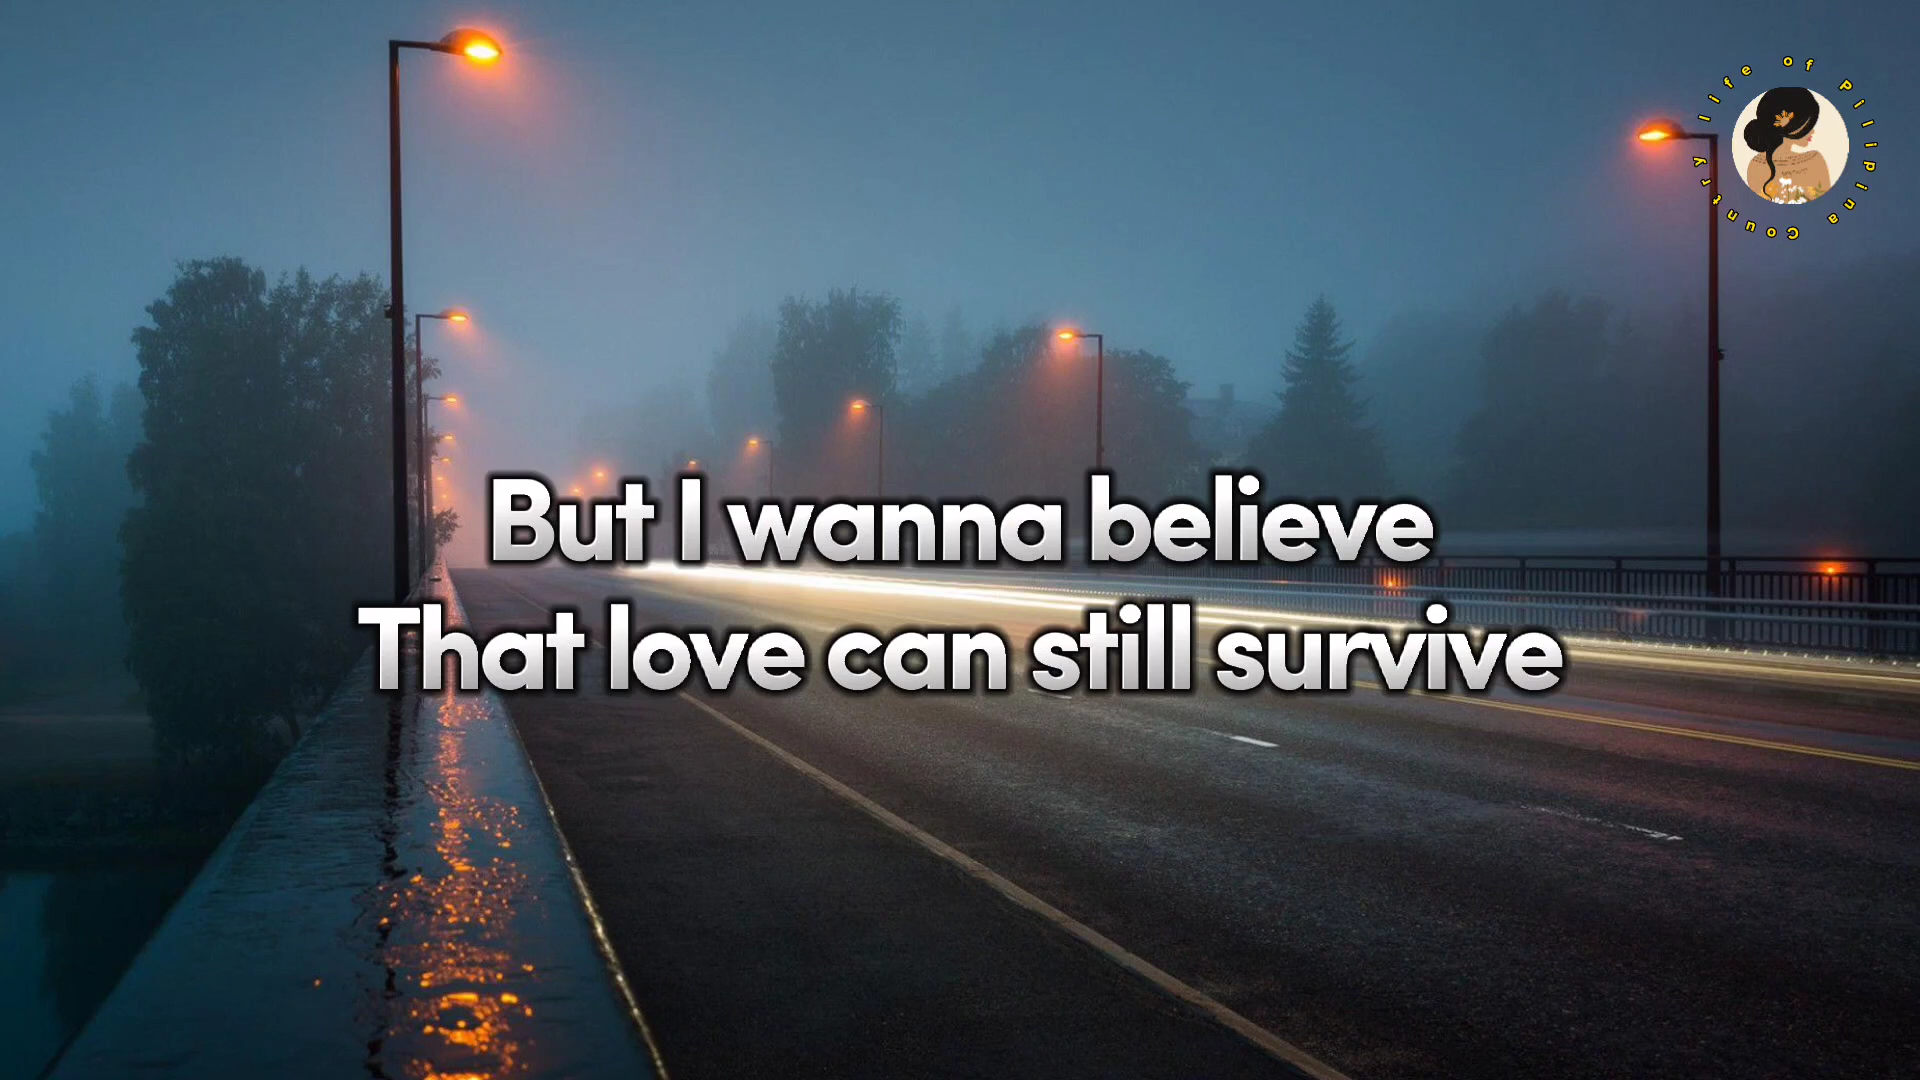 But I wanna believe
That love can still survive
Country life of Pilipina